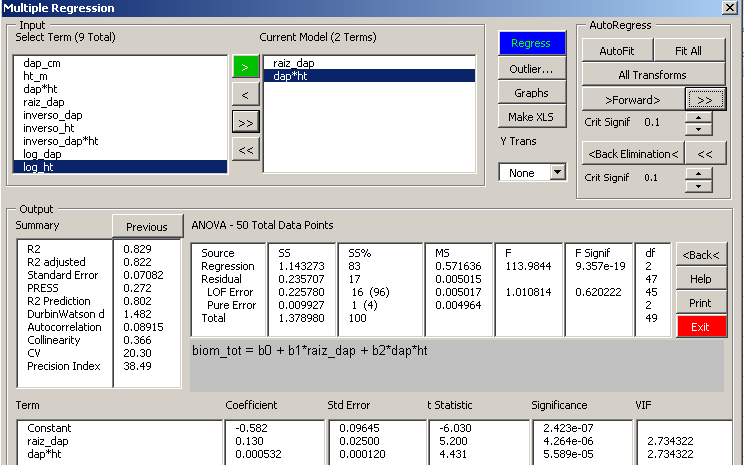 Multiple Regression
Input
Select Term (9 Total)
dap_cm
ht_m
dap*ht
raiz_dap
inverso_dap
inverso_ht
inverso_dap*ht
log_dap
log_ht
>
<
>>
<<
Current Model (2 Terms)
raiz_dap
dap*ht
Regress
Outlier...
Graphs
Make XLS
Y Trans
None
AutoRegress
AutoFit
Fit All
All Transforms
>Forward>
>>
Crit Signif 0.1
<Back Elimination<
<<
Crit Signif 0.1
Output
Summary
Previous
R2 0.829
R2 adjusted 0.822
Standard Error 0.07082
PRESS 0.272
R2 Prediction 0.802
DurbinWatson d 1.482
Autocorrelation 0.08915
Collinearity 0.366
CV 20.30
Precision Index 38.49
ANOVA - 50 Total Data Points
Source SS SS% MS F F Signif df
Regression 1.143273 83 0.571636 113.9844 9.357e-19 2
Residual 0.235707 17 0.005015 47
LOF Error 0.225780 16 (96) 0.005017 1.010814 0.620222 45
Pure Error 0.009927 1 (4) 0.004964 2
Total 1.378980 100 49
<Back<
Help
Print
Exit
biom_tot = b0 + b1*raiz_dap + b2*dap*ht
Term Coefficient Std Error t Statistic Significance VIF
Constant -0.582 0.09645 -6.030 2.423e-07
raiz_dap 0.130 0.02500 5.200 4.264e-06 2.734322
dap*ht 0.000532 0.000120 4.431 5.589e-05 2.734322